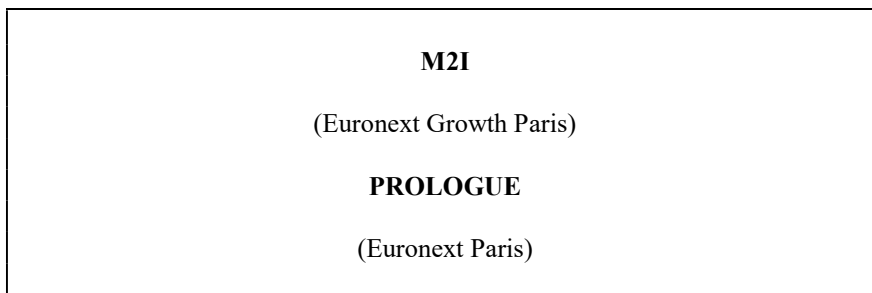 M2I
(Euronext Growth Paris)
PROLOGUE
(Euronext Paris)